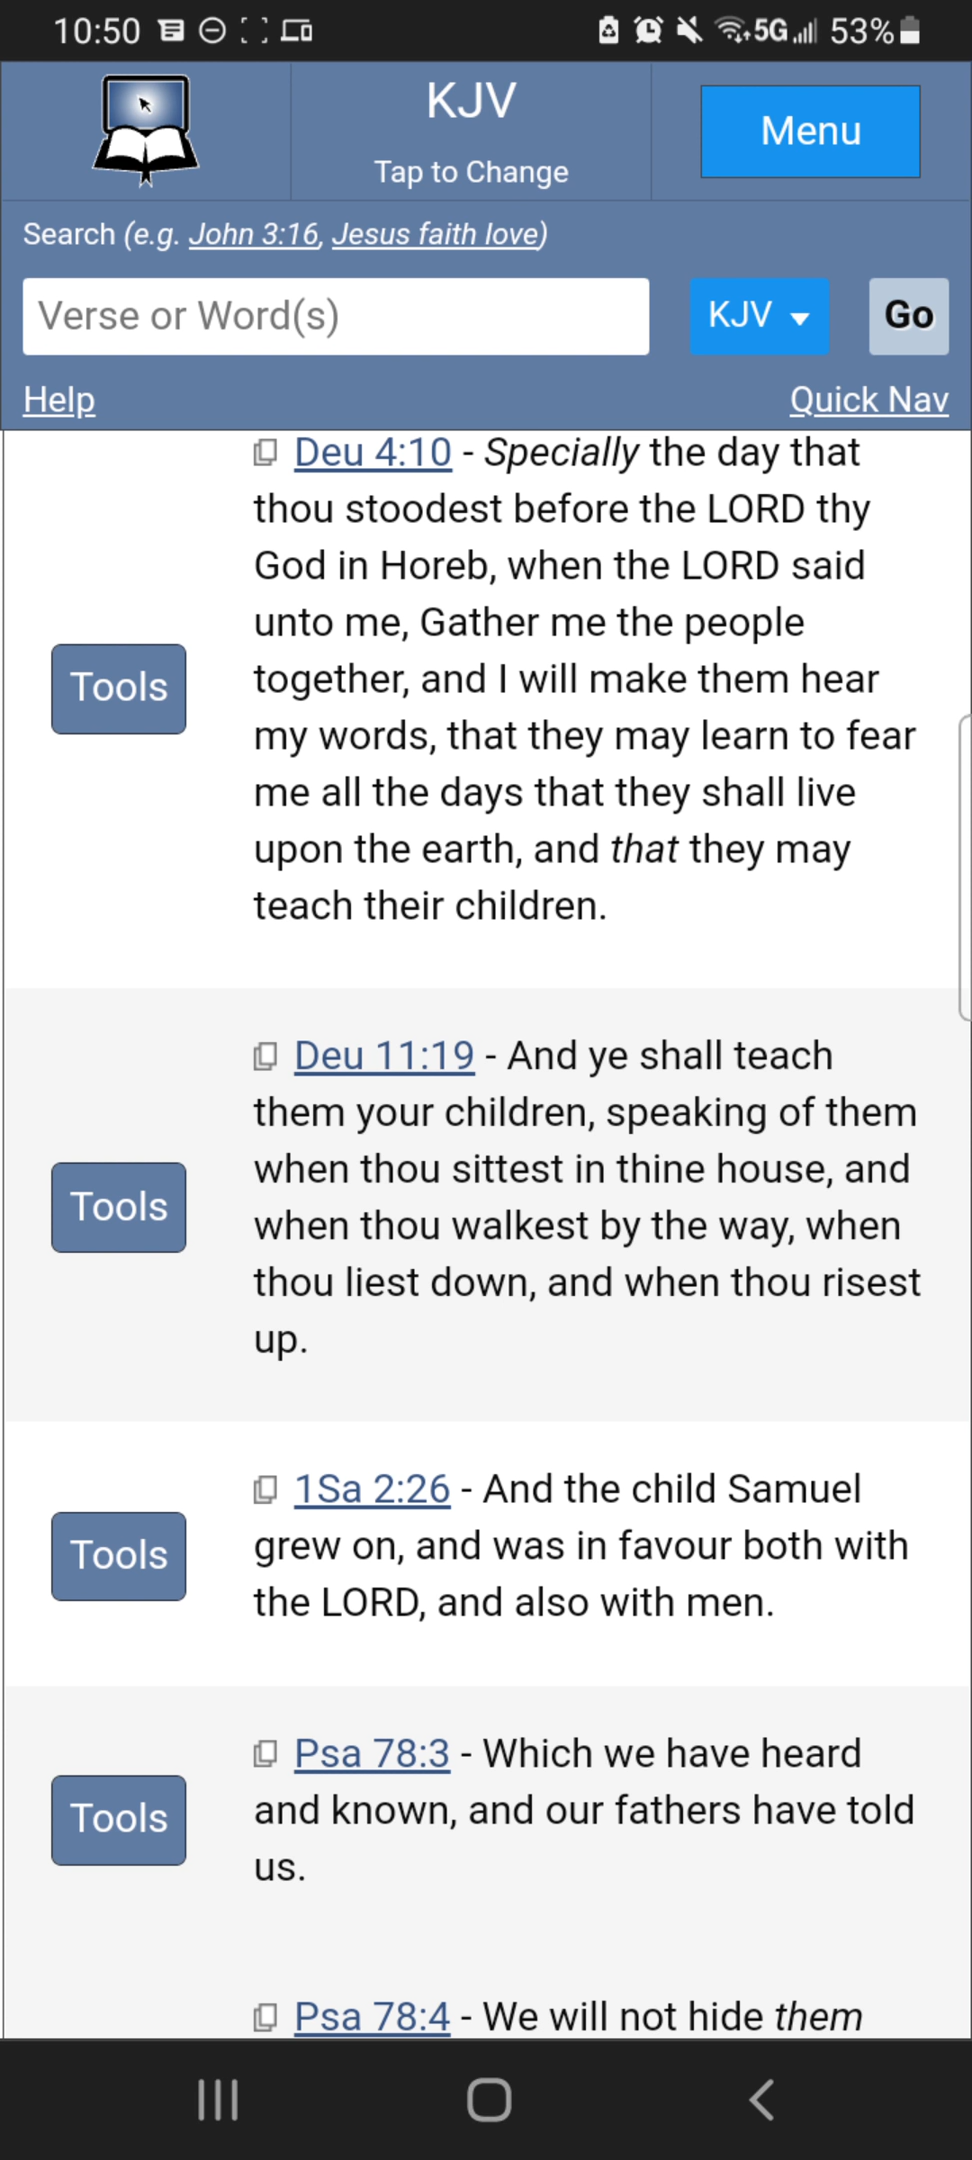 10:50 5G 53%
KJV
Tap to Change
Menu
Search (e.g. John 3:16, Jesus faith love)
Verse or Word(s)
KJV
Go
Help
Quick Nav
Deu 4:10 - Specially the day that
thou stoodest before the LORD thy
God in Horeb, when the LORD said
unto me, Gather me the people
together, and I will make them hear
my words, that they may learn to fear
me all the days that they shall live
upon the earth, and that they may
teach their children.
Tools
Deu 11:19 - And ye shall teach
them your children, speaking of them
when thou sittest in thine house, and
when thou walkest by the way, when
thou liest down, and when thou risest
up.
Tools
1Sa 2:26 - And the child Samuel
grew on, and was in favour both with
the LORD, and also with men.
Tools
Psa 78:3 - Which we have heard
and known, and our fathers have told
us.
Tools
Psa 78:4 - We will not hide them